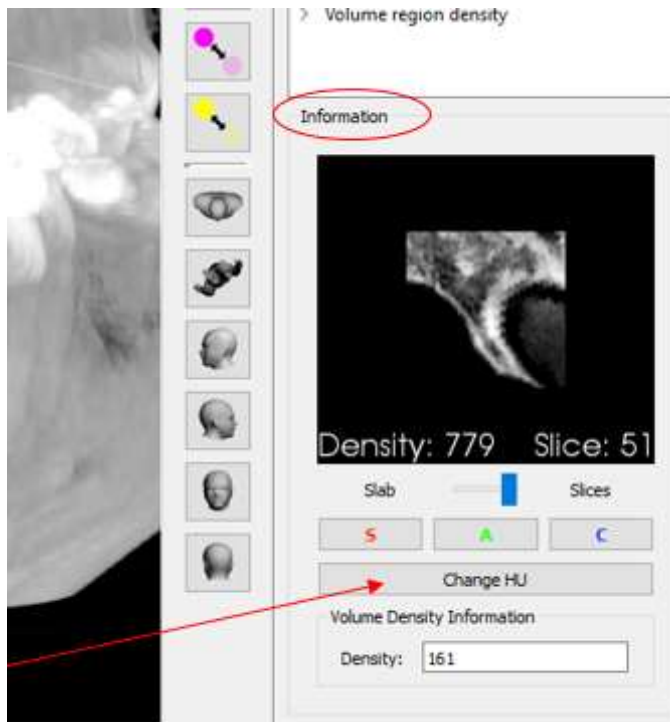 > Volume region density
Information
Density: 779 Slice: 51
Slab Slices
S A C
Change HU
Volume Density Information
Density: 161